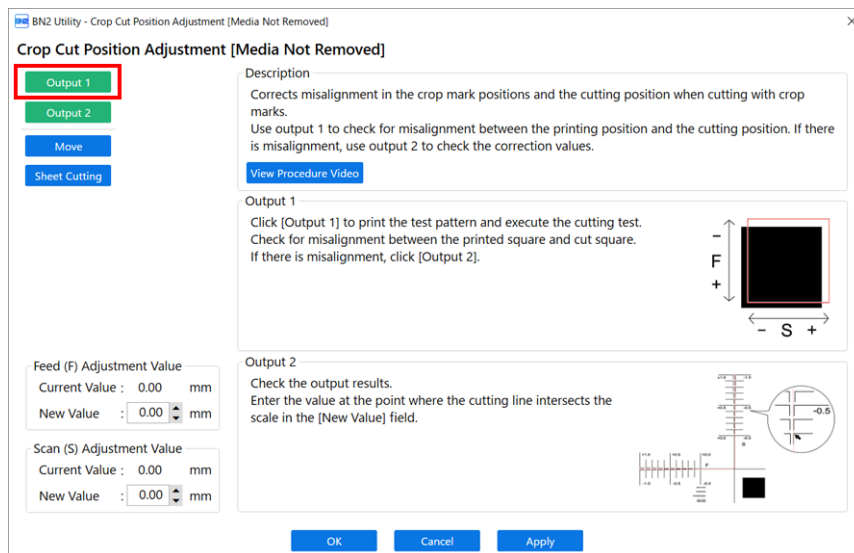 BN2 Utility - Crop Cut Position Adjustment [Media Not Removed]
Crop Cut Position Adjustment [Media Not Removed]
Output 1
Output 2
Move
Sheet Cutting
Description
Corrects misalignment in the crop mark positions and the cutting position when cutting with crop
marks.
Use output 1 to check for misalignment between the printing position and the cutting position. If there
is misalignment, use output 2 to check the correction values.
View Procedure Video
Output 1
Click [Output 1] to print the test pattern and execute the cutting test.
Check for misalignment between the printed square and cut square.
If there is misalignment, click [Output 2].
−
F
+
− S +
Feed (F) Adjustment Value
Current Value : 0.00 mm
New Value : 0.00 mm
Scan (S) Adjustment Value
Current Value : 0.00 mm
New Value : 0.00 mm
Output 2
Check the output results.
Enter the value at the point where the cutting line intersects the
scale in the [New Value] field.
-0.5
F
OK
Cancel
Apply